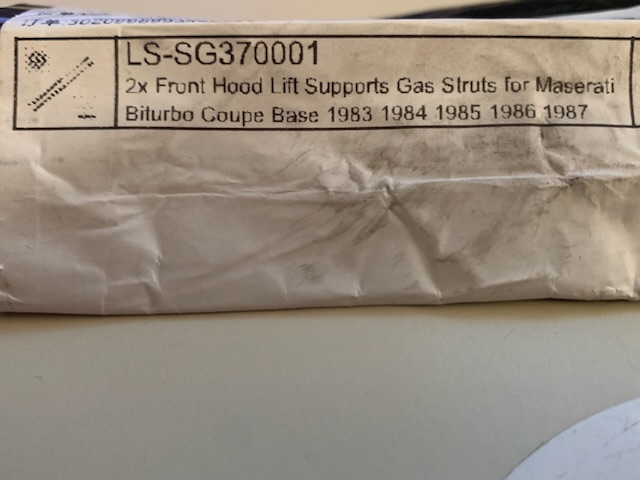 LS-SG370001
2x Front Hood Lift Supports Gas Struts for Maserati
Biturbo Coupe Base 1983 1984 1985 1986 1987